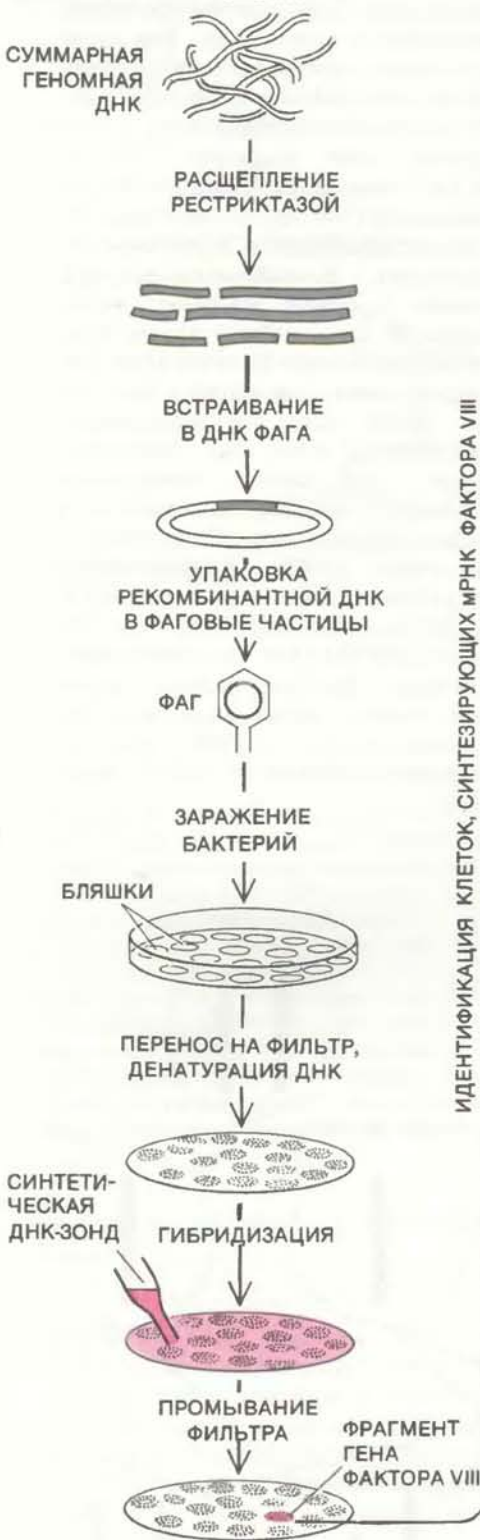 СУММАРНАЯ
ГЕНОМНАЯ
ДНК
РАСЩЕПЛЕНИЕ
РЕСТРИКТАЗОЙ
ВСТРАИВАНИЕ
В ДНК ФАГА
УПАКОВКА
РЕКОМБИНАНТНОЙ ДНК
В ФАГОВЫЕ ЧАСТИЦЫ
ФАГ
ЗАРАЖЕНИЕ
БАКТЕРИЙ
БЛЯШКИ
ПЕРЕНОС НА ФИЛЬТР,
ДЕНАТУРАЦИЯ ДНК
СИНТЕТИ-
ЧЕСКАЯ
ДНК-ЗОНД
ГИБРИДИЗАЦИЯ
ПРОМЫВАНИЕ
ФИЛЬТРА
ФРАГМЕНТ
ГЕНА
ФАКТОРА VIII
ИДЕНТИФИКАЦИЯ КЛЕТОК, СИНТЕЗИРУЮЩИХ мРНК ФАКТОРА VIII